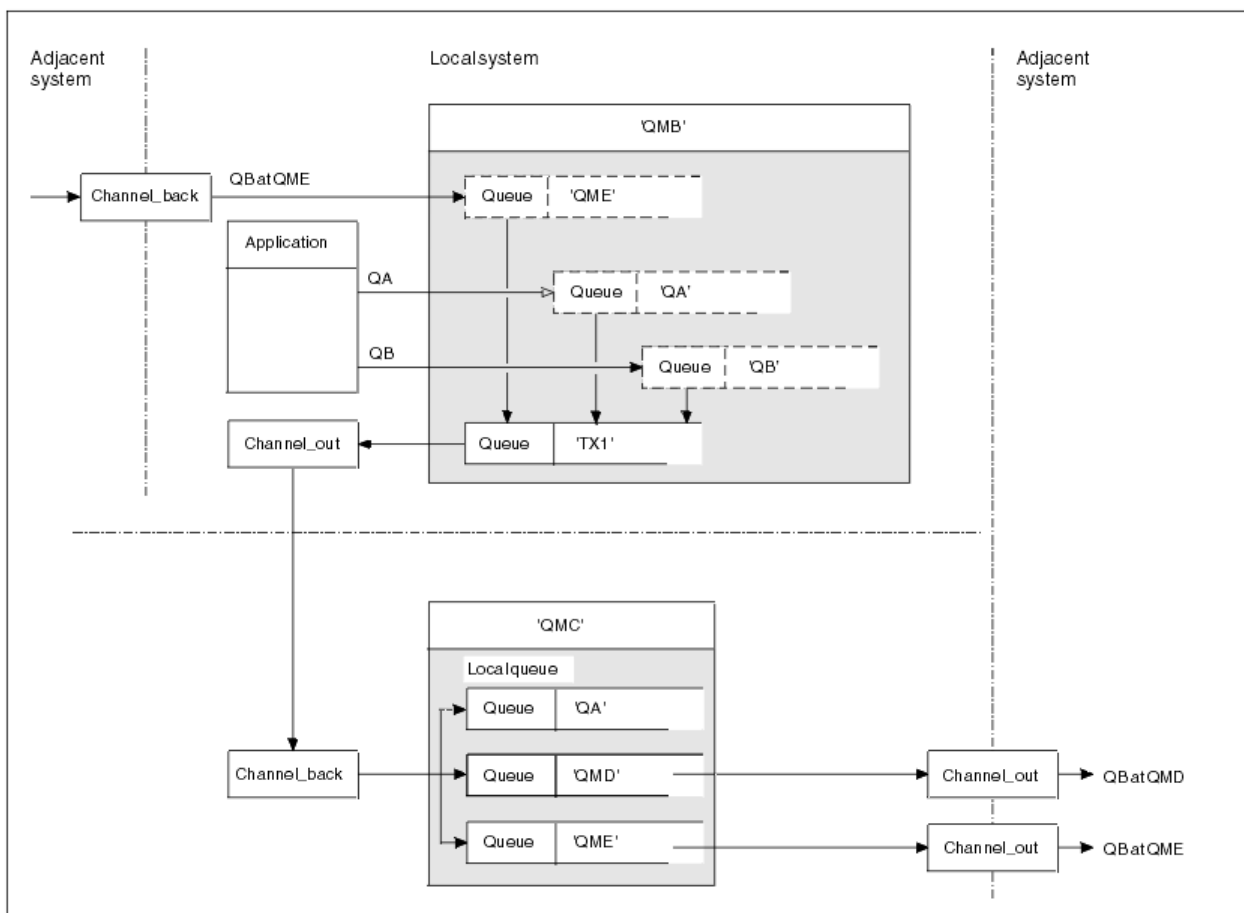 Adjacent
system
Localsystem
Adjacent
system
'QMB'
Channel_back
QBatQME
Queue
'QME'
Application
QA
Queue
'QA'
QB
Queue
'QB'
Channel_out
Queue
'TX1'
'QMC'
Localqueue
Queue
'QA'
Channel_back
Queue
'QMD'
Channel_out
QBatQMD
Queue
'QME'
Channel_out
QBatQME